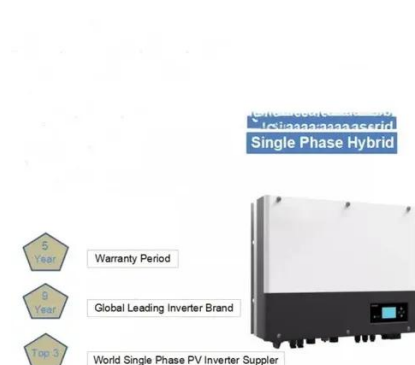 Single Phase Hybrid
5
Year
Warranty Period
9
Year
Global Leading Inverter Brand
Top 3
World Single Phase PV Inverter Suppler